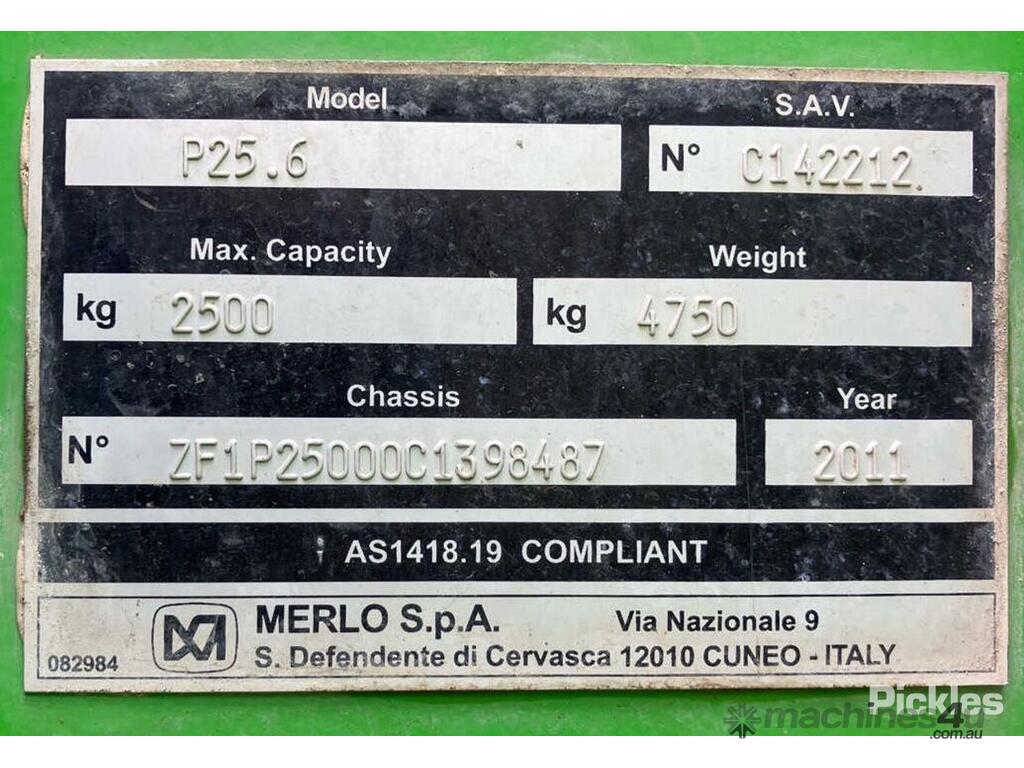 Model S.A.V.
P25.6 N° C142212.
Max. Capacity Weight
kg 2500 kg 4750
Chassis Year
N° ZF1P25000C1398487 2011
AS1418.19 COMPLIANT
MERLO S.p.A. Via Nazionale 9
082984 S. Defendente di Cervasca 12010 CUNEO - ITALY
Pickles
machines4u
.com.au